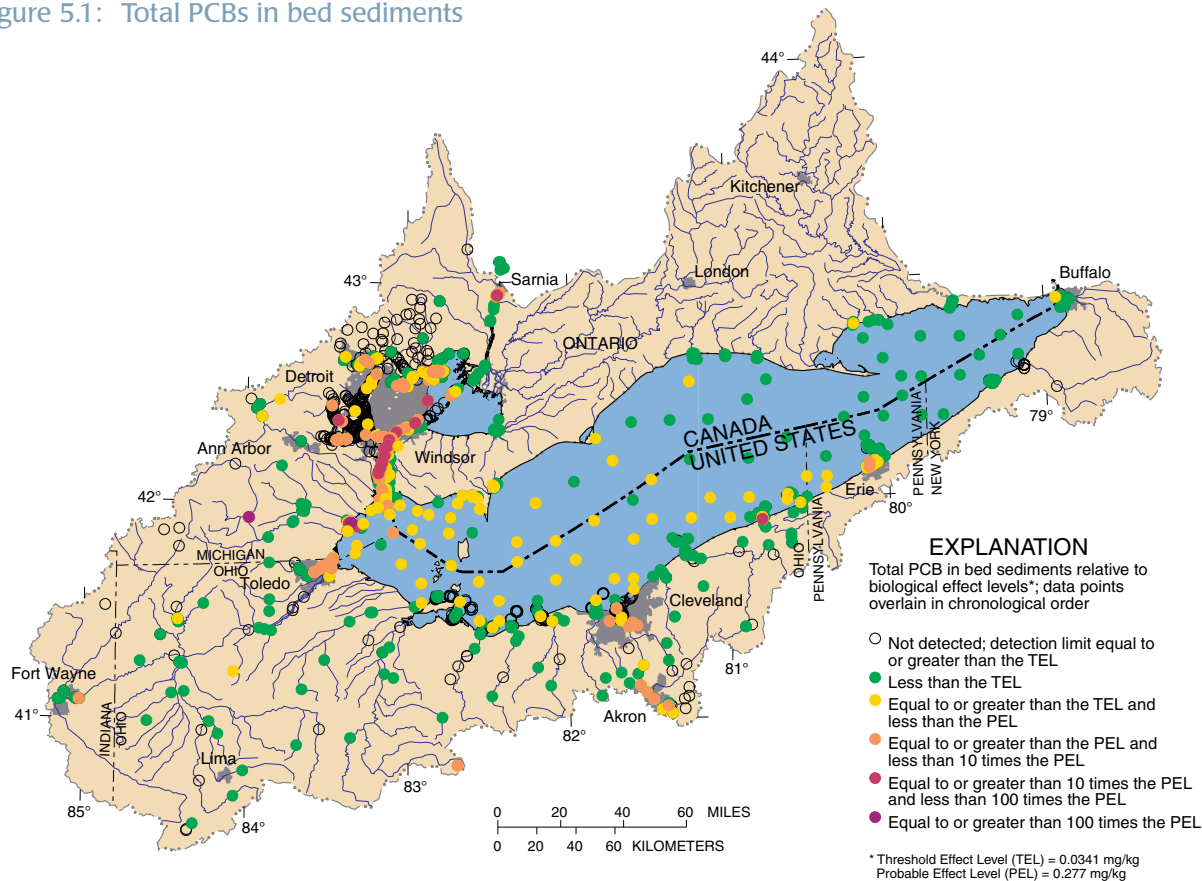 gure 5.1: Total PCBs in bed sediments
44°
Kitchener
43°
Sarnia
London
Buffalo
ONTARIO
Detroit
79°
CANADA
UNITED STATES
PENNSYLVANIA
NEW YORK
Ann Arbor
Windsor
Erie
80°
42°
OHIO
PENNSYLVANIA
MICHIGAN
OHIO
Toledo
Cleveland
81°
Fort Wayne
41°
INDIANA
OHIO
Akron
82°
Lima
83°
85°
84°
0 20 40 60 MILES
0 20 40 60 KILOMETERS
EXPLANATION
Total PCB in bed sediments relative to
biological effect levels*; data points
overlain in chronological order
Not detected; detection limit equal to
or greater than the TEL
Less than the TEL
Equal to or greater than the TEL and
less than the PEL
Equal to or greater than the PEL and
less than 10 times the PEL
Equal to or greater than 10 times the PEL
and less than 100 times the PEL
Equal to or greater than 100 times the PEL
* Threshold Effect Level (TEL) = 0.0341 mg/kg
Probable Effect Level (PEL) = 0.277 mg/kg